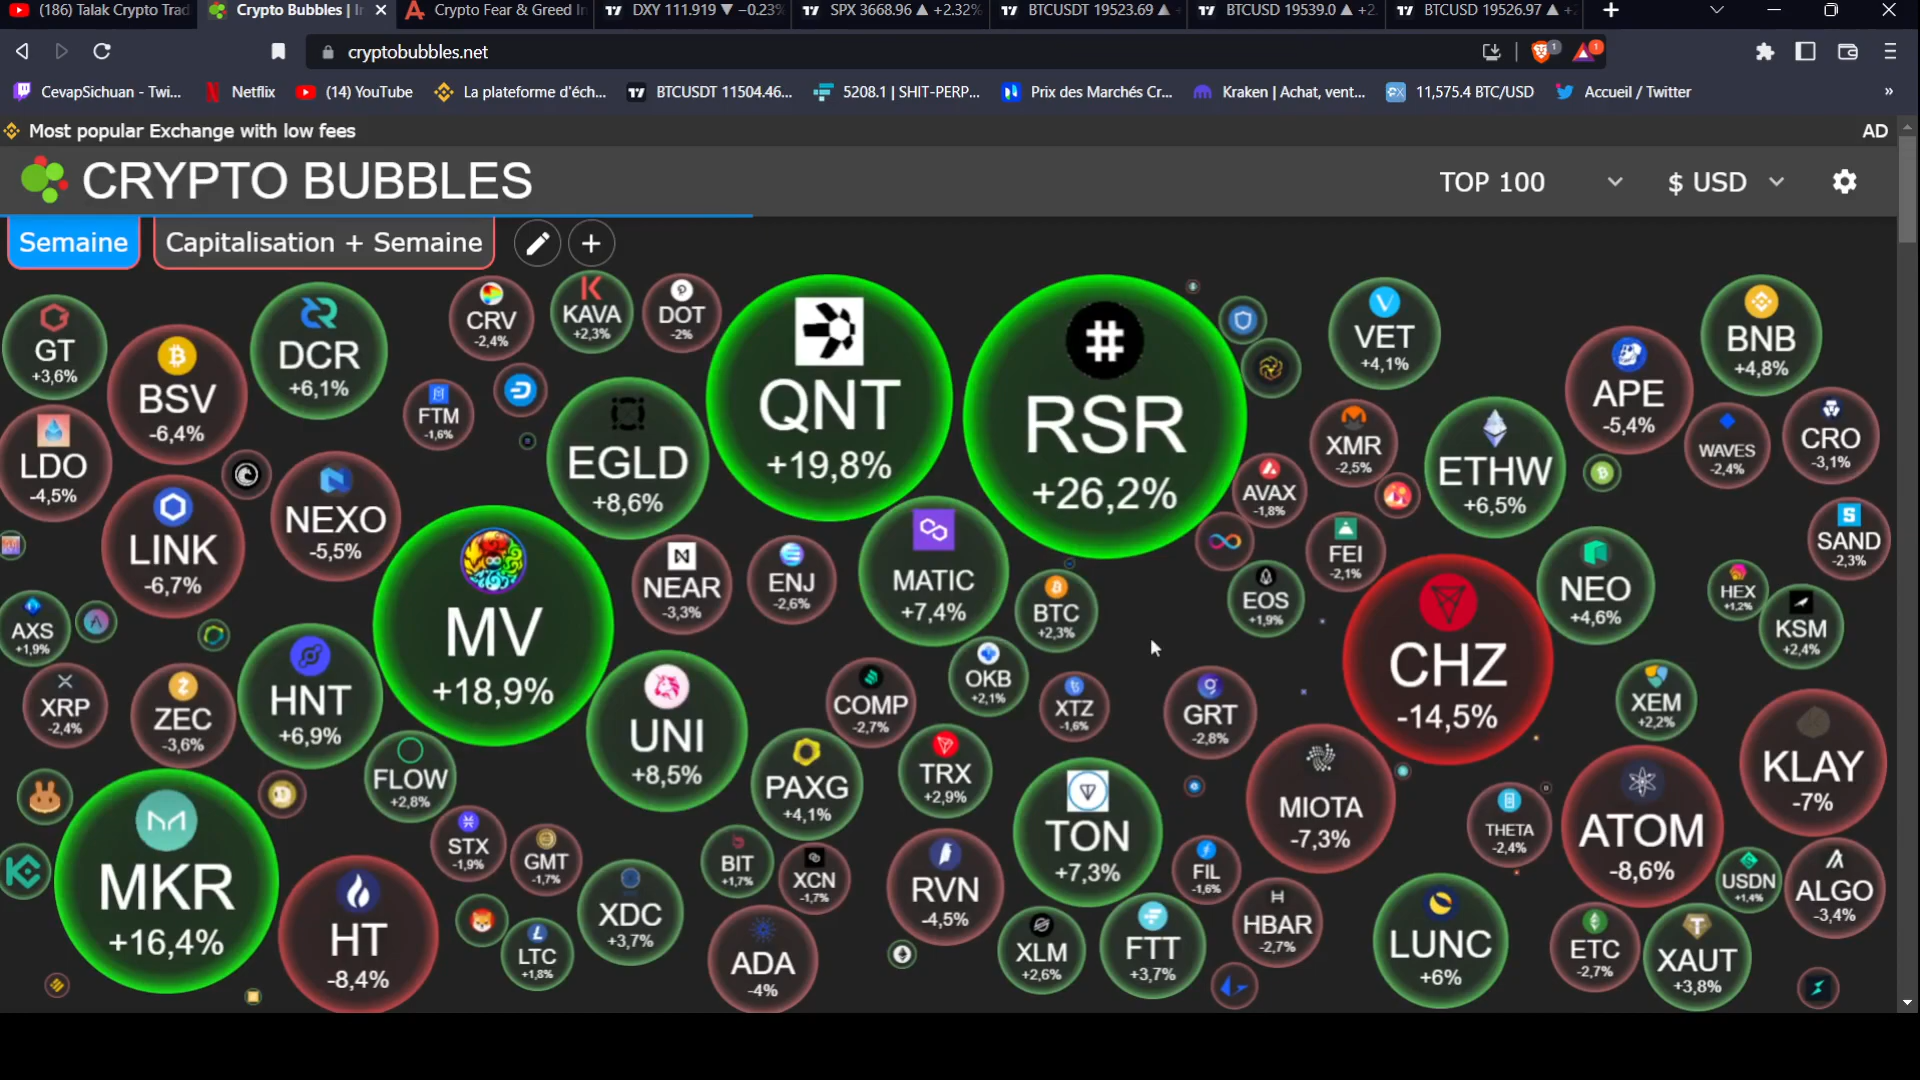 (186) Talak Crypto Trad
Crypto Bubbles | In
Crypto Fear & Greed In
DXY 111.919 ▼ −0.23%
SPX 3668.96 ▲ +2.32%
BTCUSDT 19523.69 ▲
BTCUSD 19539.0 ▲ +2
BTCUSD 19526.97 ▲ +
cryptobubbles.net
1
1
CevapSichuan - Twi...
Netflix
(14) YouTube
La plateforme d'éch...
BTCUSDT 11504.46...
5208.1 | SHIT-PERP...
Prix des Marchés Cr...
Kraken | Achat, vent...
11,575.4 BTC/USD
Accueil / Twitter
»
Most popular Exchange with low fees
AD
CRYPTO BUBBLES
TOP 100
$ USD
Semaine
Capitalisation + Semaine
GT
+3,6%
BSV
-6,4%
DCR
+6,1%
CRV
-2,4%
KAVA
+2,3%
DOT
-2%
FTM
-1,6%
QNT
+19,8%
RSR
+26,2%
VET
+4,1%
APE
-5,4%
BNB
+4,8%
LDO
-4,5%
EGLD
+8,6%
XMR
-2,5%
ETHW
+6,5%
WAVES
-2,4%
CRO
-3,1%
LINK
-6,7%
NEXO
-5,5%
AVAX
-1,8%
SAND
-2,3%
MV
+18,9%
NEAR
-3,3%
ENJ
-2,6%
MATIC
+7,4%
BTC
+2,3%
FEI
-2,1%
EOS
+1,9%
NEO
+4,6%
HEX
+1,2%
KSM
+2,4%
AXS
+1,9%
CHZ
-14,5%
XRP
-2,4%
ZEC
-3,6%
HNT
+6,9%
UNI
+8,5%
COMP
-2,7%
OKB
+2,1%
XTZ
-1,6%
GRT
-2,8%
XEM
+2,2%
KLAY
-7%
FLOW
+2,8%
PAXG
+4,1%
TRX
+2,9%
TON
+7,3%
MIOTA
-7,3%
THETA
-2,4%
ATOM
-8,6%
MKR
+16,4%
STX
-1,9%
GMT
-1,7%
BIT
+1,7%
XCN
-1,7%
RVN
-4,5%
FIL
-1,6%
USDN
+1,4%
ALGO
-3,4%
HT
-8,4%
XDC
+3,7%
HBAR
-2,7%
LUNC
+6%
LTC
+1,8%
ADA
-4%
XLM
+2,6%
FTT
+3,7%
ETC
-2,7%
XAUT
+3,8%